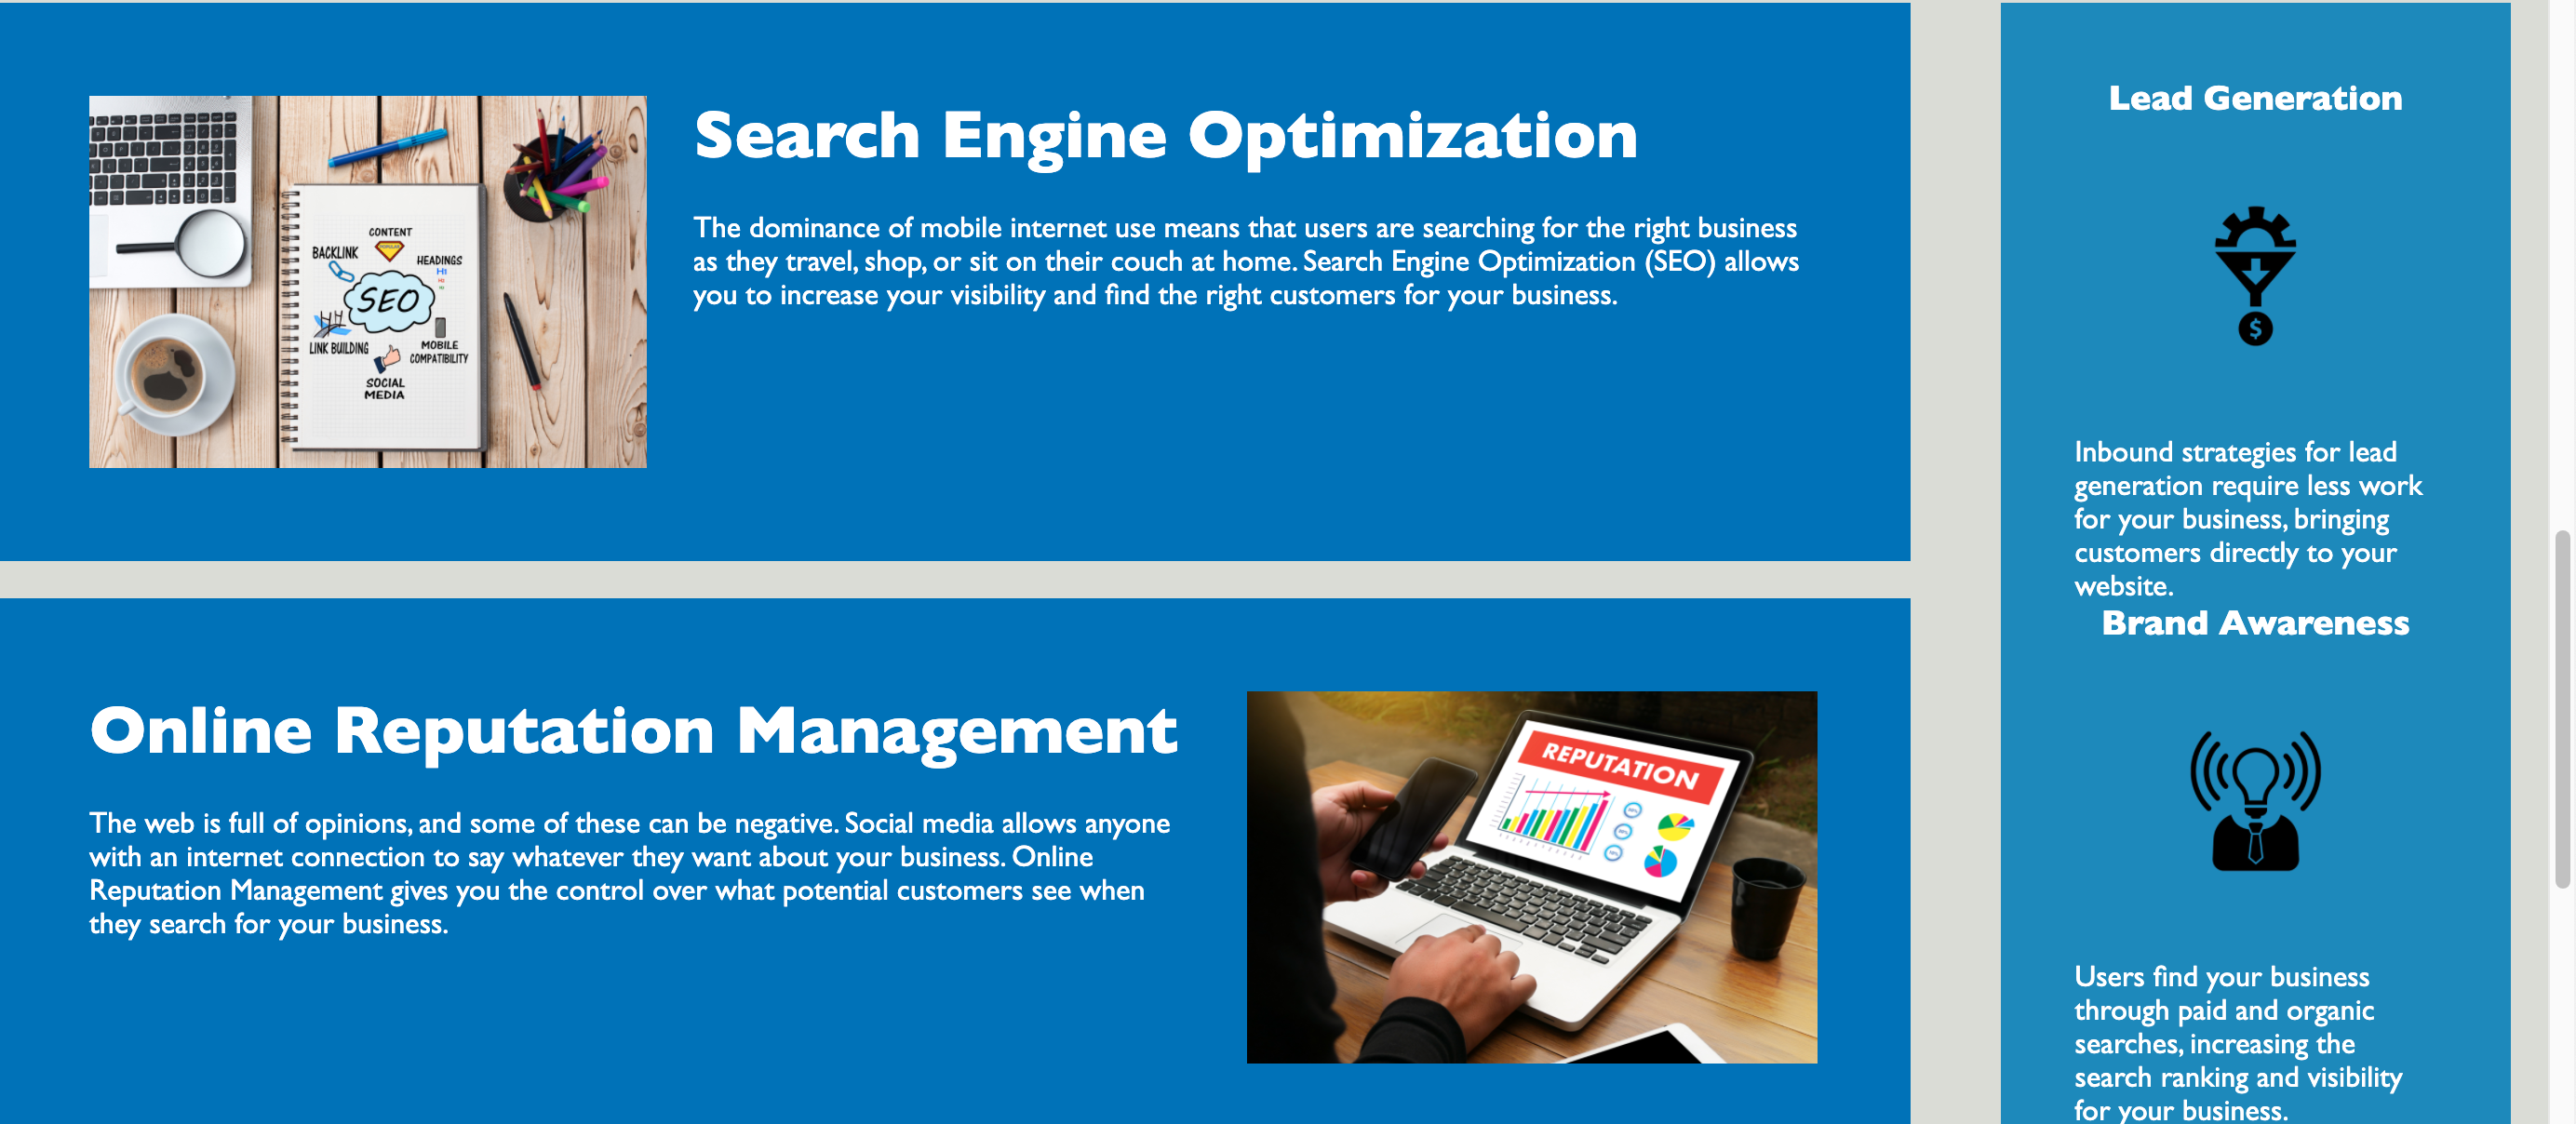 Search Engine Optimization
The dominance of mobile internet use means that users are searching for the right business
as they travel, shop, or sit on their couch at home. Search Engine Optimization (SEO) allows
you to increase your visibility and find the right customers for your business.
CONTENT
POPULAR
BACKLINK
HEADINGS
H1
H2
SEO
LINK BUILDING
MOBILE
COMPATIBILITY
SOCIAL
MEDIA
Online Reputation Management
The web is full of opinions, and some of these can be negative. Social media allows anyone
with an internet connection to say whatever they want about your business. Online
Reputation Management gives you the control over what potential customers see when
they search for your business.
REPUTATION
Lead Generation
$
Inbound strategies for lead
generation require less work
for your business, bringing
customers directly to your
website.
Brand Awareness
Users find your business
through paid and organic
searches, increasing the
search ranking and visibility
for your business.